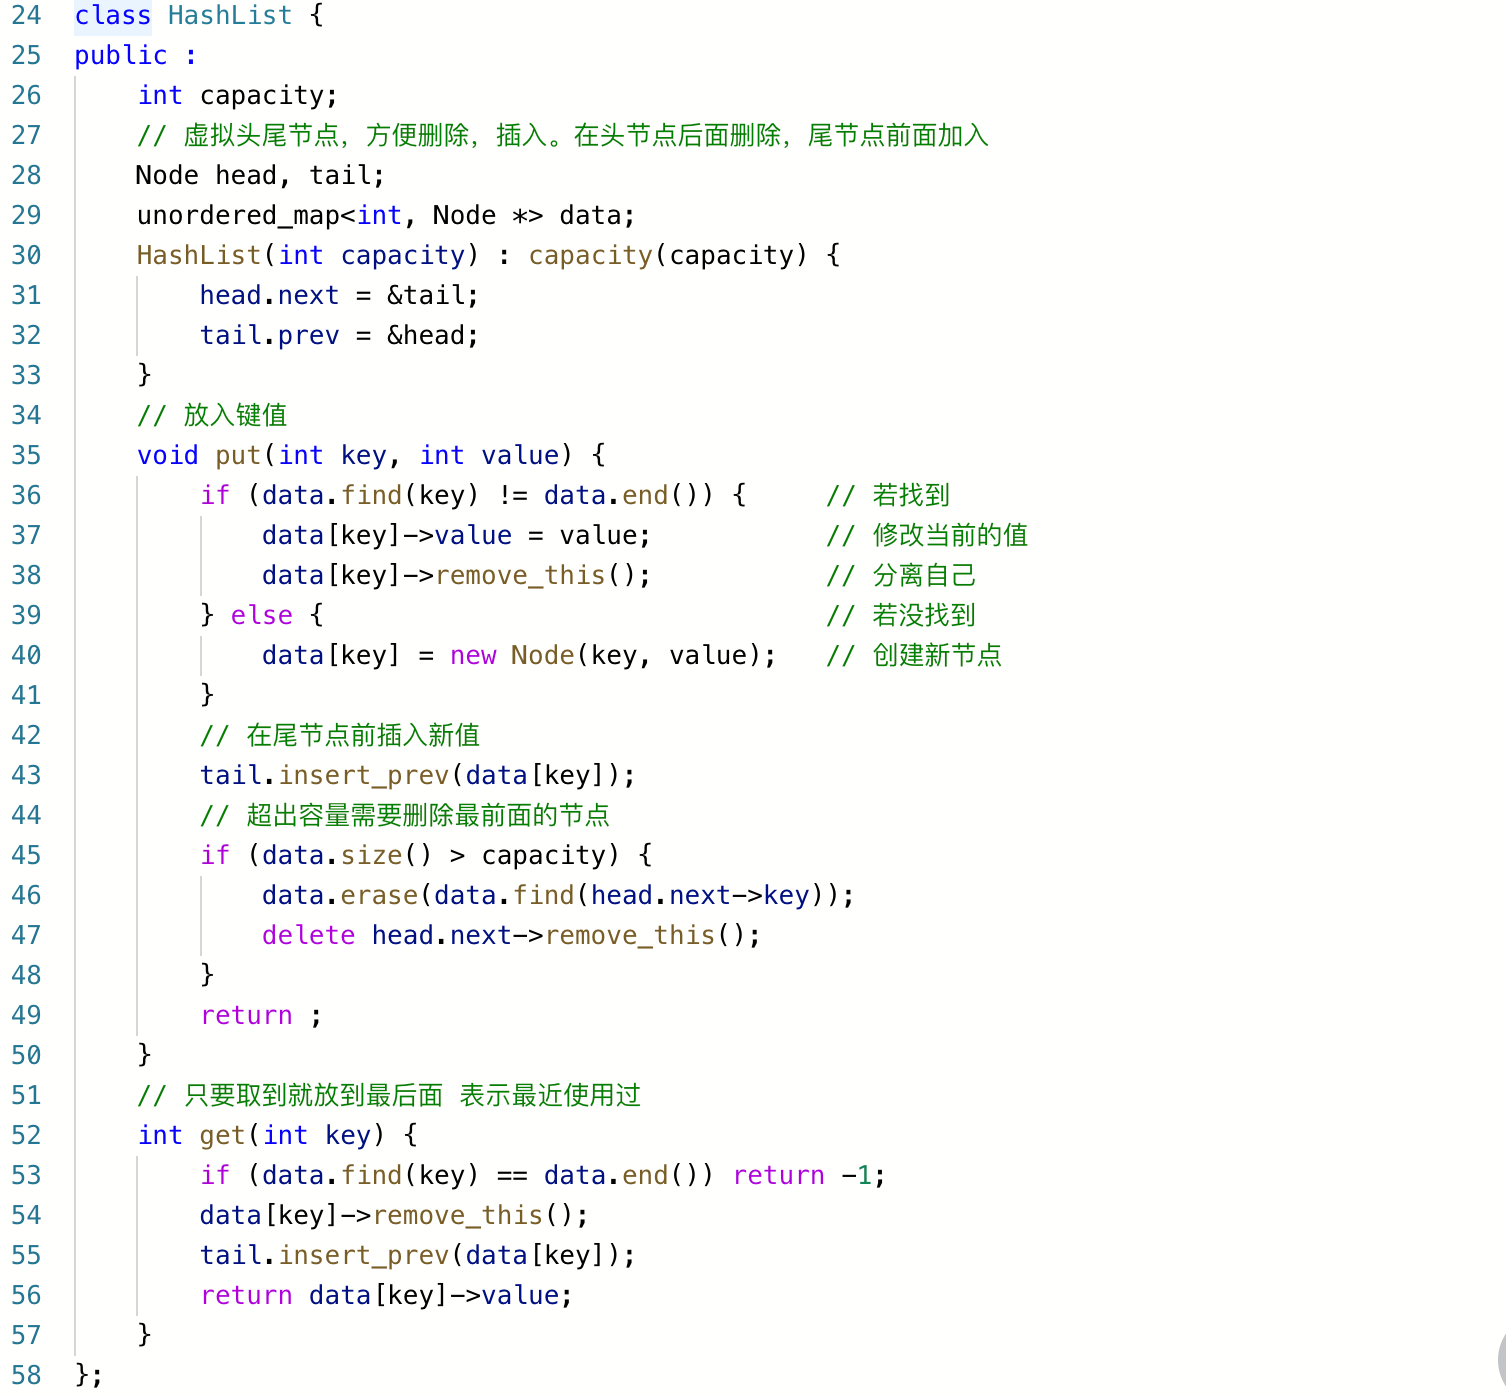 24 class HashList {
25 public :
26     int capacity;
27     // 虚拟头尾节点，方便删除，插入。在头节点后面删除，尾节点前面加入
28     Node head, tail;
29     unordered_map<int, Node *> data;
30     HashList(int capacity) : capacity(capacity) {
31         head.next = &tail;
32         tail.prev = &head;
33     }
34     // 放入键值
35     void put(int key, int value) {
36         if (data.find(key) != data.end()) {     // 若找到
37             data[key]->value = value;           // 修改当前的值
38             data[key]->remove_this();           // 分离自己
39         } else {                                // 若没找到
40             data[key] = new Node(key, value);   // 创建新节点
41         }
42         // 在尾节点前插入新值
43         tail.insert_prev(data[key]);
44         // 超出容量需要删除最前面的节点
45         if (data.size() > capacity) {
46             data.erase(data.find(head.next->key));
47             delete head.next->remove_this();
48         }
49         return ;
50     }
51     // 只要取到就放到最后面 表示最近使用过
52     int get(int key) {
53         if (data.find(key) == data.end()) return -1;
54         data[key]->remove_this();
55         tail.insert_prev(data[key]);
56         return data[key]->value;
57     }
58 };